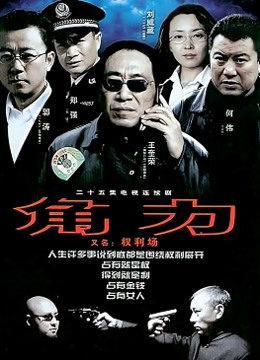 刘威葳
郑强
郭涛
何伟
王奎荣
二十五集电视连续剧
角力
又名：权利场
人生许多事说到底都是围绕权利展开
占有就是权
得到就是利
占有金钱
占有女人